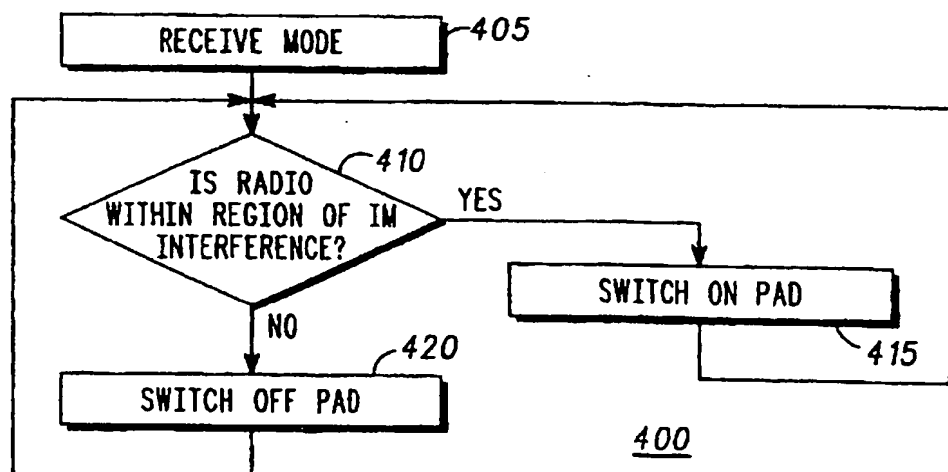 RECEIVE MODE
405
410
IS RADIO
WITHIN REGION OF IM
INTERFERENCE?
YES
SWITCH ON PAD
415
NO
420
SWITCH OFF PAD
400